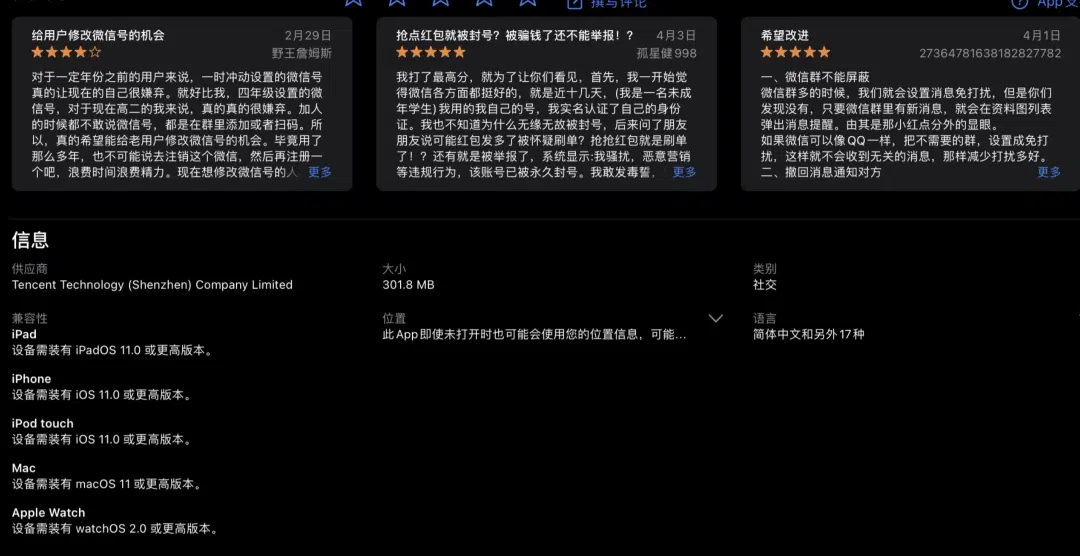 撰写评论
App 支
给用户修改微信号的机会
2月29日
野王詹姆斯
对于一定年份之前的用户来说，一时冲动设置的微信号
真的让现在的自己很嫌弃。就好比我，四年级设置的微
信号，对于现在高二的我来说，真的真的很嫌弃。加人
的时候都不敢说微信号，都是在群里添加或者扫码。所
以，真的希望能给老用户修改微信号的机会。毕竟用了
那么多年，也不可能说去注销这个微信，然后再注册一
个吧，浪费时间浪费精力。现在想修改微信号的人 更多
抢点红包就被封号？被骗钱了还不能举报！？
4月3日
孤星健998
我打了最高分，就为了让你们看见，首先，我一开始觉
得微信各方面都挺好的，就是近十几天，(我是一名未成
年学生) 我用的我自己的号，我实名认证了自己的身份
证。我也不知道为什么无缘无故被封号，后来问了朋友
朋友说可能红包发多了被怀疑刷单？抢抢红包就是刷单
了！？还有就是被举报了，系统显示:我骚扰，恶意营销
等违规行为，该账号已被永久封号。我敢发毒誓， 更多
希望改进
4月1日
27364781638182827782
一、微信群不能屏蔽
微信群多的时候，我们就会设置消息免打扰，但是你们
发现没有，只要微信群里有新消息，就会在资料图列表
弹出消息提醒。由其是那小红点分外的显眼。
如果微信可以像QQ一样，把不需要的群，设置成免打
扰，这样就不会收到无关的消息，那样减少打扰多好。
二、撤回消息通知对方 更多
信息
供应商
Tencent Technology (Shenzhen) Company Limited
大小
301.8 MB
类别
社交
兼容性
iPad
设备需装有 iPadOS 11.0 或更高版本。
iPhone
设备需装有 iOS 11.0 或更高版本。
iPod touch
设备需装有 iOS 11.0 或更高版本。
Mac
设备需装有 macOS 11 或更高版本。
Apple Watch
设备需装有 watchOS 2.0 或更高版本。
位置
此 App 即使未打开时也可能会使用您的位置信息，可能...
语言
简体中文和另外 17 种